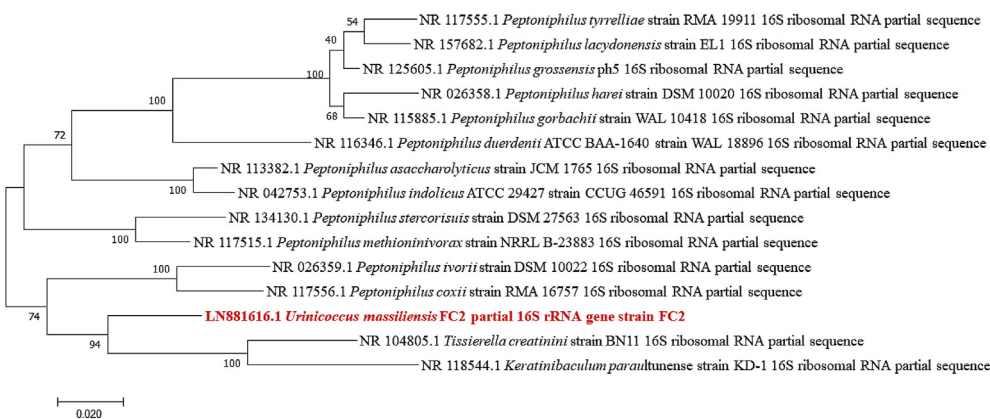 54
NR 117555.1 Peptoniphilus tyrrelliae strain RMA 19911 16S ribosomal RNA partial sequence
40
NR 157682.1 Peptoniphilus lacydonensis strain EL1 16S ribosomal RNA partial sequence
100
NR 125605.1 Peptoniphilus grossensis ph5 16S ribosomal RNA partial sequence
100
NR 026358.1 Peptoniphilus harei strain DSM 10020 16S ribosomal RNA partial sequence
68
NR 115885.1 Peptoniphilus gorbachii strain WAL 10418 16S ribosomal RNA partial sequence
72
NR 116346.1 Peptoniphilus duerdenii ATCC BAA-1640 strain WAL 18896 16S ribosomal RNA partial sequence
NR 113382.1 Peptoniphilus asaccharolyticus strain JCM 1765 16S ribosomal RNA partial sequence
100
NR 042753.1 Peptoniphilus indolicus ATCC 29427 strain CCUG 46591 16S ribosomal RNA partial sequence
NR 134130.1 Peptoniphilus stercorisuis strain DSM 27563 16S ribosomal RNA partial sequence
100
NR 117515.1 Peptoniphilus methioninivorax strain NRRL B-23883 16S ribosomal RNA partial sequence
100
NR 026359.1 Peptoniphilus ivorii strain DSM 10022 16S ribosomal RNA partial sequence
NR 117556.1 Peptoniphilus coxii strain RMA 16757 16S ribosomal RNA partial sequence
74
LN881616.1 Urinicoccus massiliensis FC2 partial 16S rRNA gene strain FC2
94
NR 104805.1 Tissierella creatinini strain BN11 16S ribosomal RNA partial sequence
100
NR 118544.1 Keratinibaculum paraultunense strain KD-1 16S ribosomal RNA partial sequence
0.020